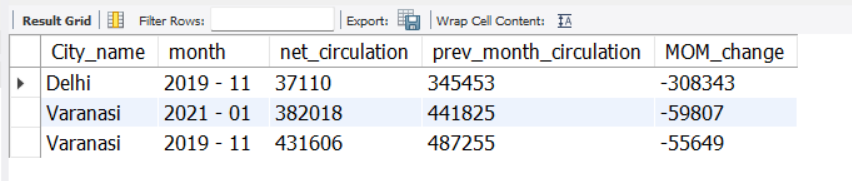 Result Grid Filter Rows: Export: Wrap Cell Content:
City_name month net_circulation prev_month_circulation MOM_change
Delhi 2019 - 11 37110 345453 -308343
Varanasi 2021 - 01 382018 441825 -59807
Varanasi 2019 - 11 431606 487255 -55649